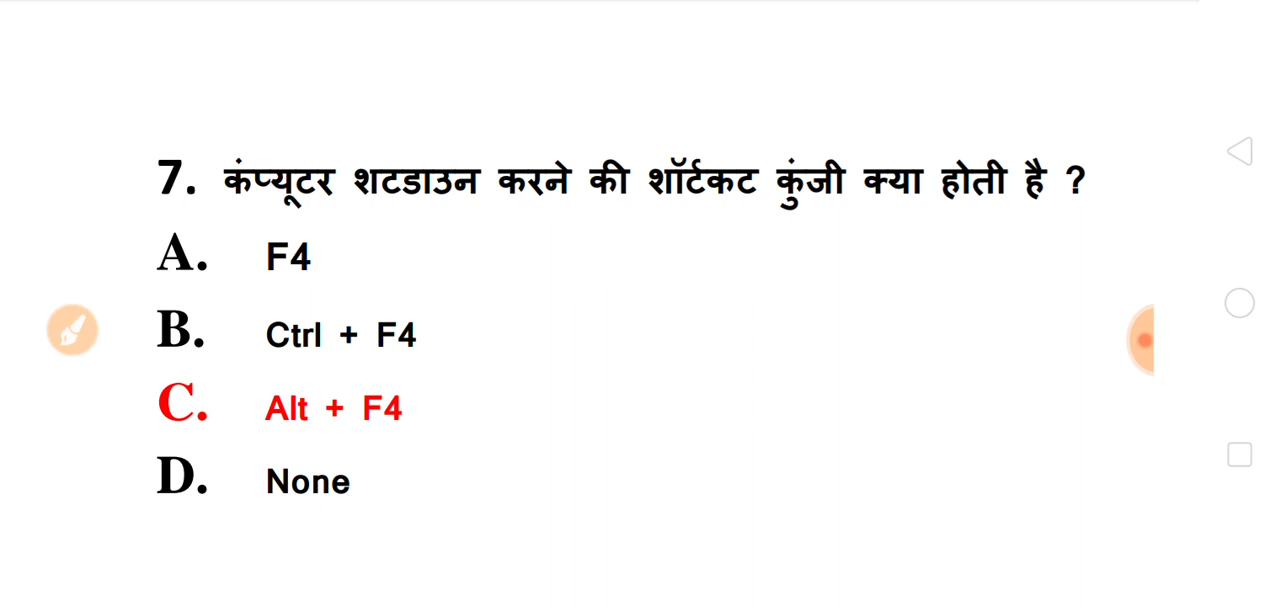 7. कंप्यूटर शटडाउन करने की शॉर्टकट कुंजी क्या होती है ?
A. F4
B. Ctrl + F4
C. Alt + F4
D. None